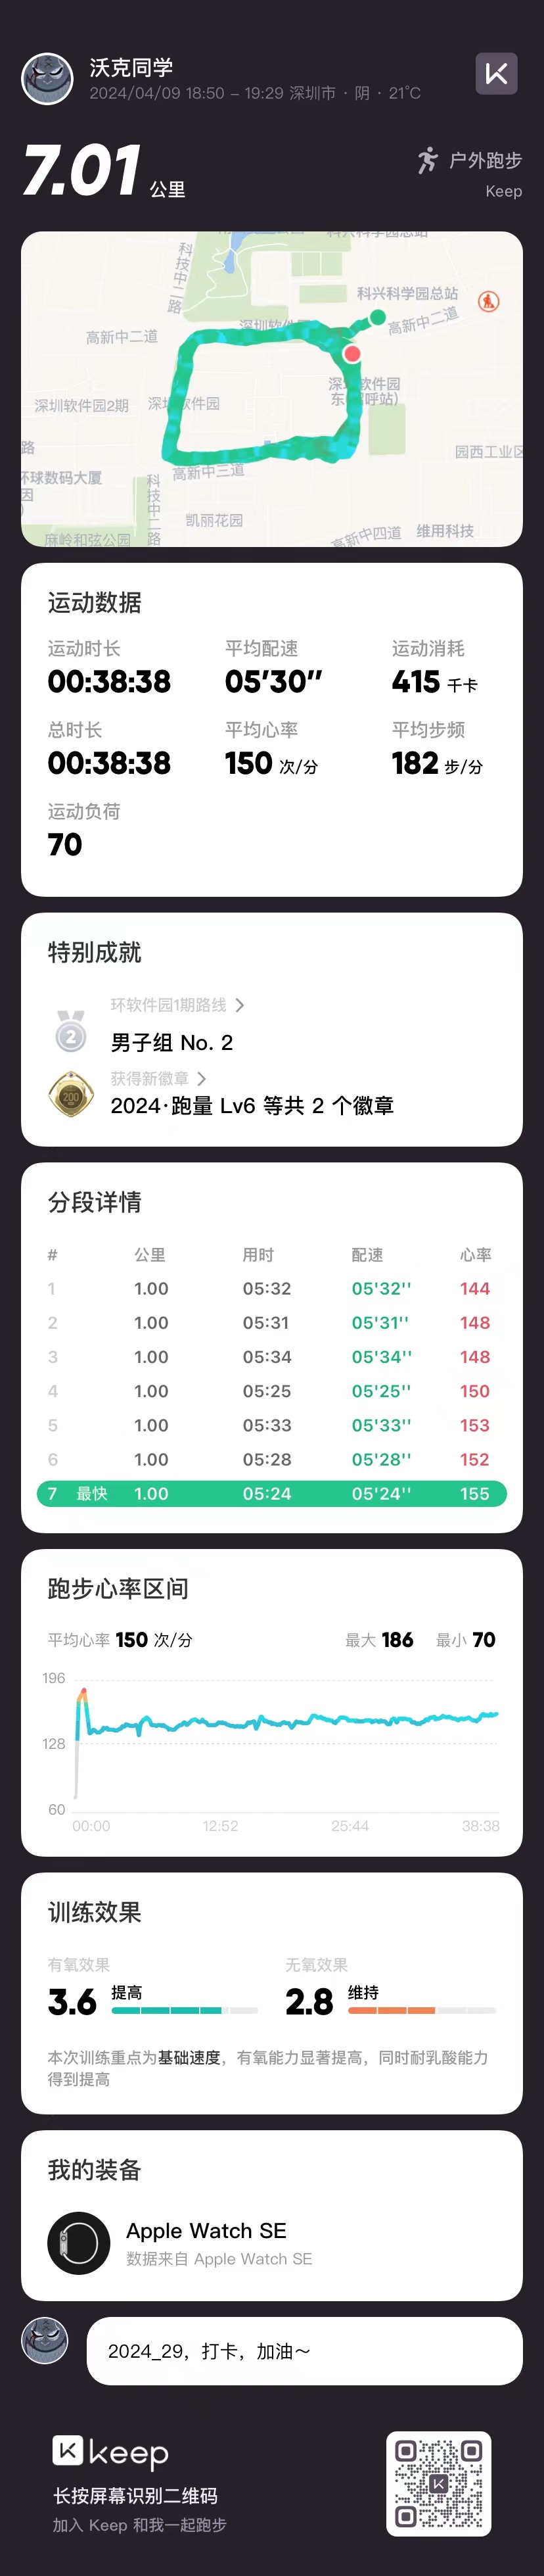 沃克同学
2024/04/09 18:50 – 19:29 深圳市 · 阴 · 21℃
7.01 公里
户外跑步
Keep
科兴科学园总站
科技中二路
科兴科学园总站
高新中二道
深圳软件园
高新中二道
深圳软件园
东(招呼站)
深圳软件园2期
深圳软件园
路
环球数码大厦
因
)
高新中三道
园西工业区
科技中二路
凯丽花园
麻岭和弦公园
高新中四道
维用科技
运动数据
运动时长 平均配速 运动消耗
00:38:38 05'30" 415 千卡
总时长 平均心率 平均步频
00:38:38 150 次/分 182 步/分
运动负荷
70
特别成就
环软件园1期路线 >
2
男子组 No. 2
获得新徽章 >
200
2024·跑量 Lv6 等共 2 个徽章
分段详情
# 公里 用时 配速 心率
1 1.00 05:32 05'32'' 144
2 1.00 05:31 05'31'' 148
3 1.00 05:34 05'34'' 148
4 1.00 05:25 05'25'' 150
5 1.00 05:33 05'33'' 153
6 1.00 05:28 05'28'' 152
7 最快 1.00 05:24 05'24'' 155
跑步心率区间
平均心率 150 次/分 最大 186 最小 70
196
128
60
00:00 12:52 25:44 38:38
训练效果
有氧效果 无氧效果
3.6 提高 2.8 维持
本次训练重点为基础速度，有氧能力显著提高，同时耐乳酸能力
得到提高
我的装备
Apple Watch SE
数据来自 Apple Watch SE
2024_29，打卡，加油～
keep
长按屏幕识别二维码
加入 Keep 和我一起跑步